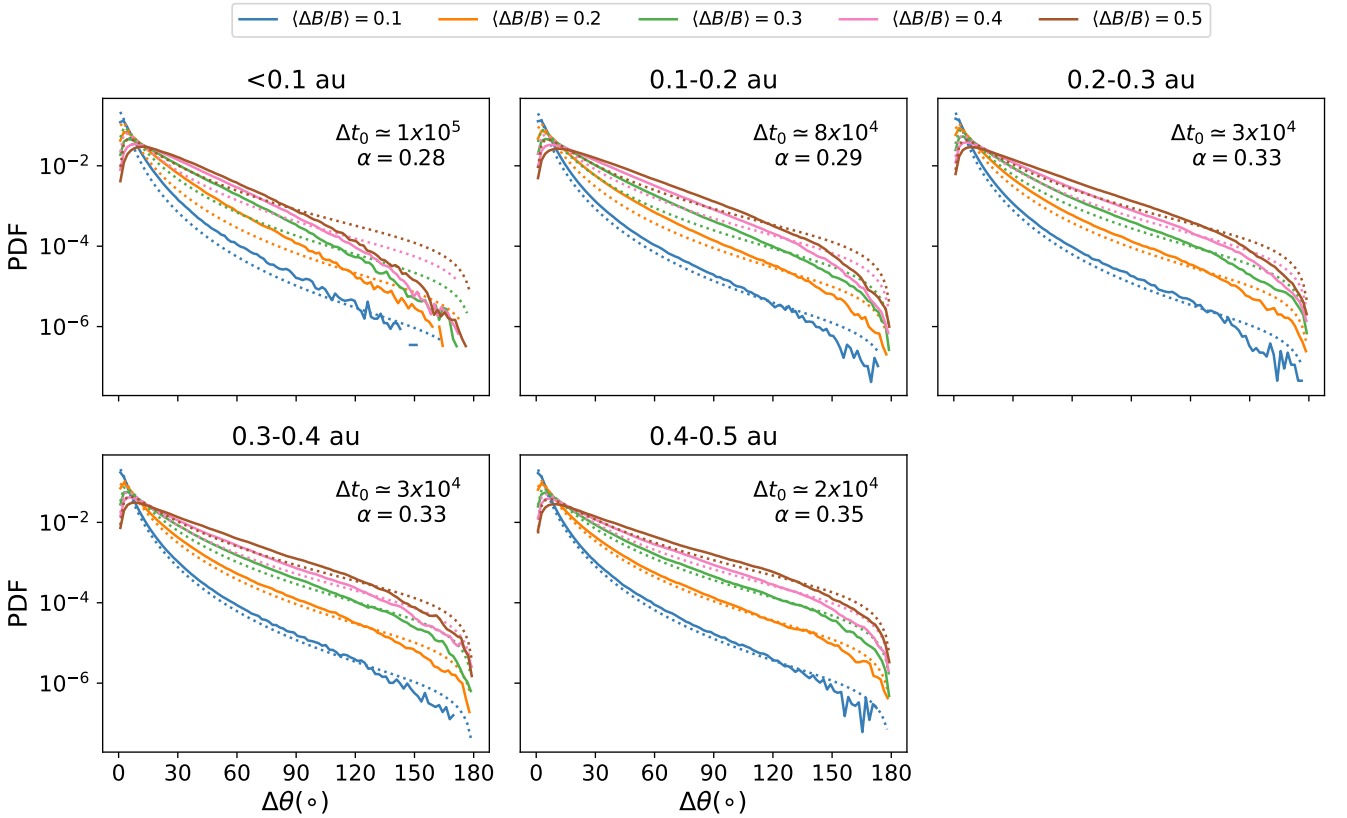 ⟨ΔB/B⟩ = 0.1 ⟨ΔB/B⟩ = 0.2 ⟨ΔB/B⟩ = 0.3 ⟨ΔB/B⟩ = 0.4 ⟨ΔB/B⟩ = 0.5
<0.1 au 0.1-0.2 au 0.2-0.3 au
Δt₀ ≃ 1x10⁵ Δt₀ ≃ 8x10⁴ Δt₀ ≃ 3x10⁴
α = 0.28 α = 0.29 α = 0.33
PDF
10⁻²
10⁻⁴
10⁻⁶
0.3-0.4 au 0.4-0.5 au
Δt₀ ≃ 3x10⁴ Δt₀ ≃ 2x10⁴
α = 0.33 α = 0.35
PDF
10⁻²
10⁻⁴
10⁻⁶
0 30 60 90 120 150 180 0 30 60 90 120 150 180
Δθ(∘) Δθ(∘)